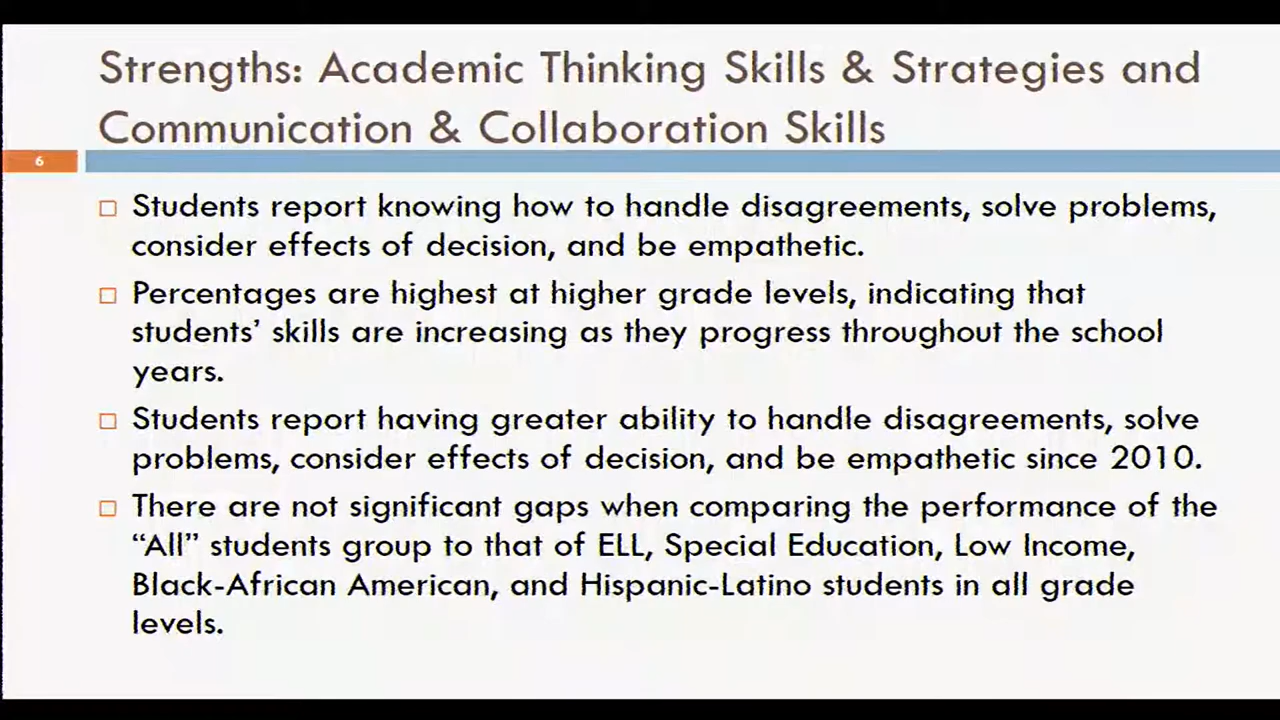 Strengths: Academic Thinking Skills & Strategies and
Communication & Collaboration Skills
6
Students report knowing how to handle disagreements, solve problems,
consider effects of decision, and be empathetic.
Percentages are highest at higher grade levels, indicating that
students’ skills are increasing as they progress throughout the school
years.
Students report having greater ability to handle disagreements, solve
problems, consider effects of decision, and be empathetic since 2010.
There are not significant gaps when comparing the performance of the
“All” students group to that of ELL, Special Education, Low Income,
Black-African American, and Hispanic-Latino students in all grade
levels.